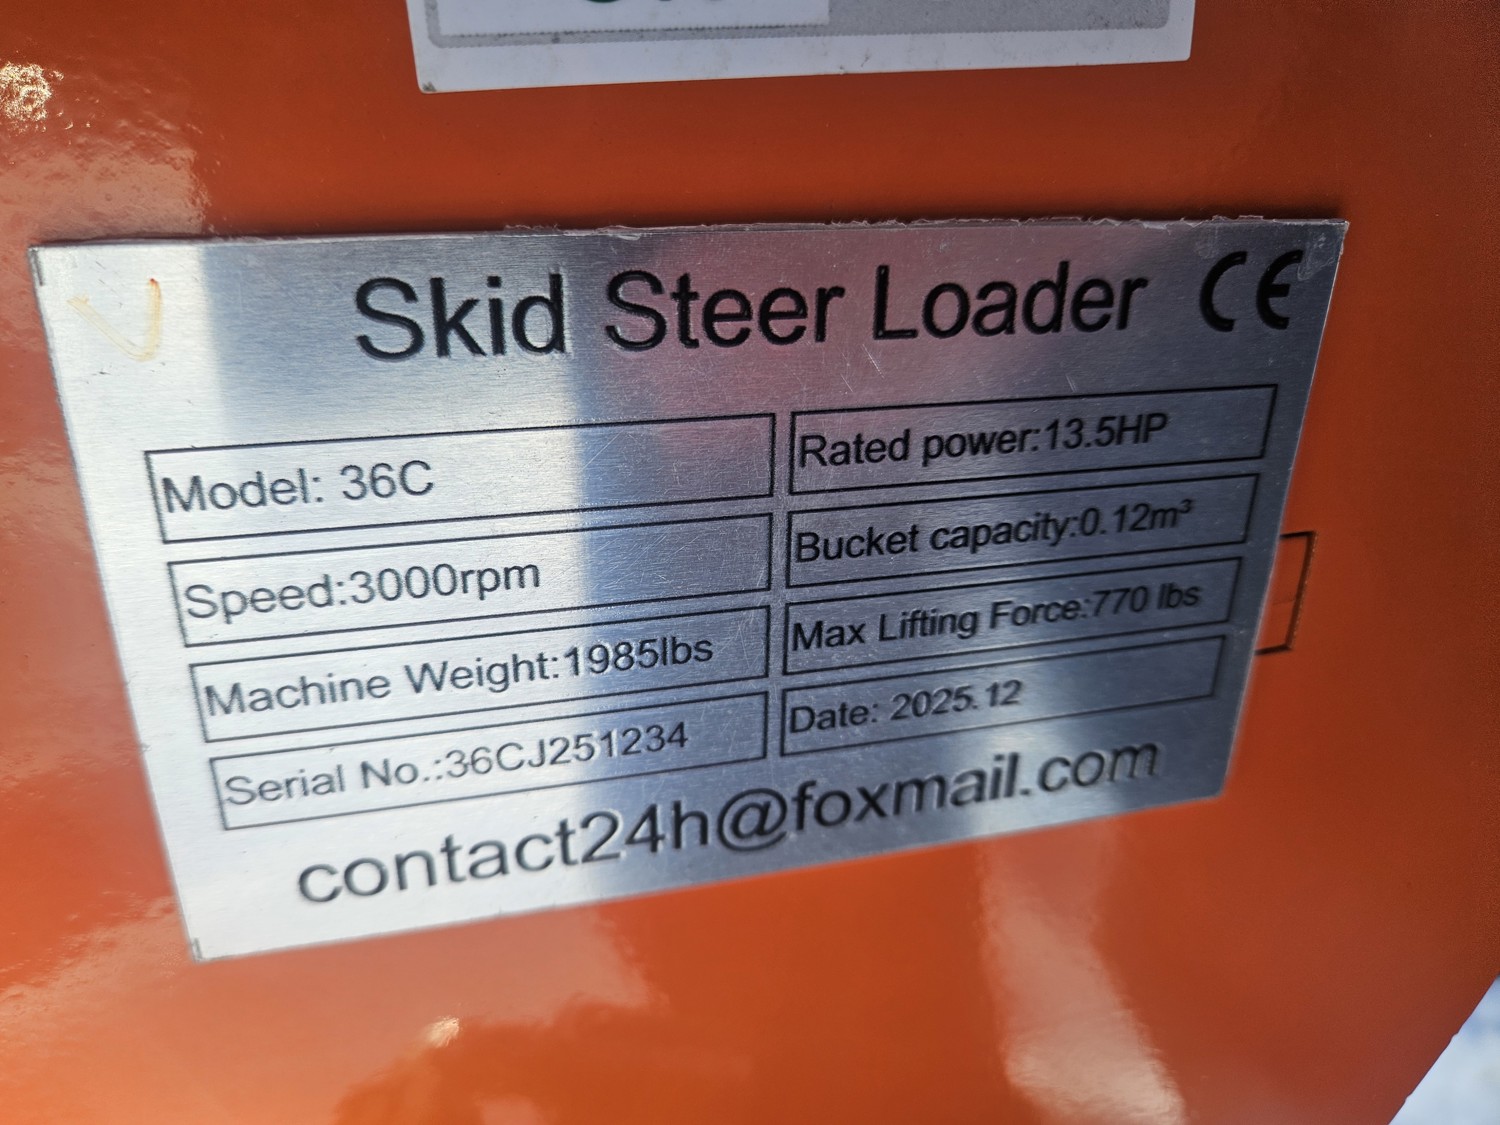 Skid Steer Loader CE
Model: 36C
Rated power:13.5HP
Speed:3000rpm
Bucket capacity:0.12m³
Machine Weight:1985lbs
Max Lifting Force:770 lbs
Serial No.:36CJ251234
Date: 2025.12
contact24h@foxmail.com